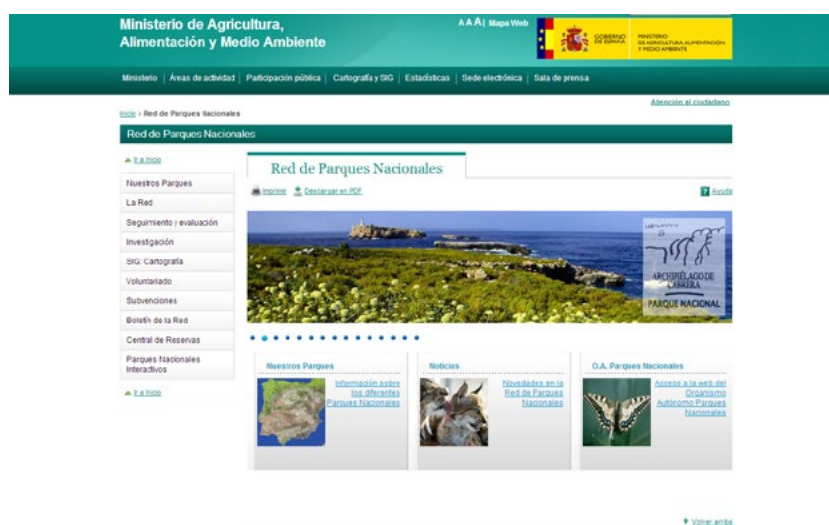 Ministerio de Agricultura,
Alimentación y Medio Ambiente
A A A | Mapa Web
GOBIERNO
DE ESPAÑA
MINISTERIO
DE AGRICULTURA, ALIMENTACIÓN
Y MEDIO AMBIENTE
Ministerio | Áreas de actividad | Participación pública | Cartografía y SIG | Estadísticas | Sede electrónica | Sala de prensa
Atención al ciudadano
Inicio > Red de Parques Nacionales
Red de Parques Nacionales
Ir a Inicio
Nuestros Parques
La Red
Seguimiento y evaluación
Investigación
SIG: Cartografía
Voluntariado
Subvenciones
Boletín de la Red
Central de Reservas
Parques Nacionales
Interactivos
Ir a Inicio
Red de Parques Nacionales
Imprimir Descargar en PDF
? Ayuda
ARCHIPIÉLAGO DE
CABRERA
PARQUE NACIONAL
Nuestros Parques
Información sobre
los diferentes
Parques Nacionales
Noticias
Novedades en la
Red de Parques
Nacionales
O.A. Parques Nacionales
Acceso a la web del
Organismo
Autónomo Parques
Nacionales
Volver arriba